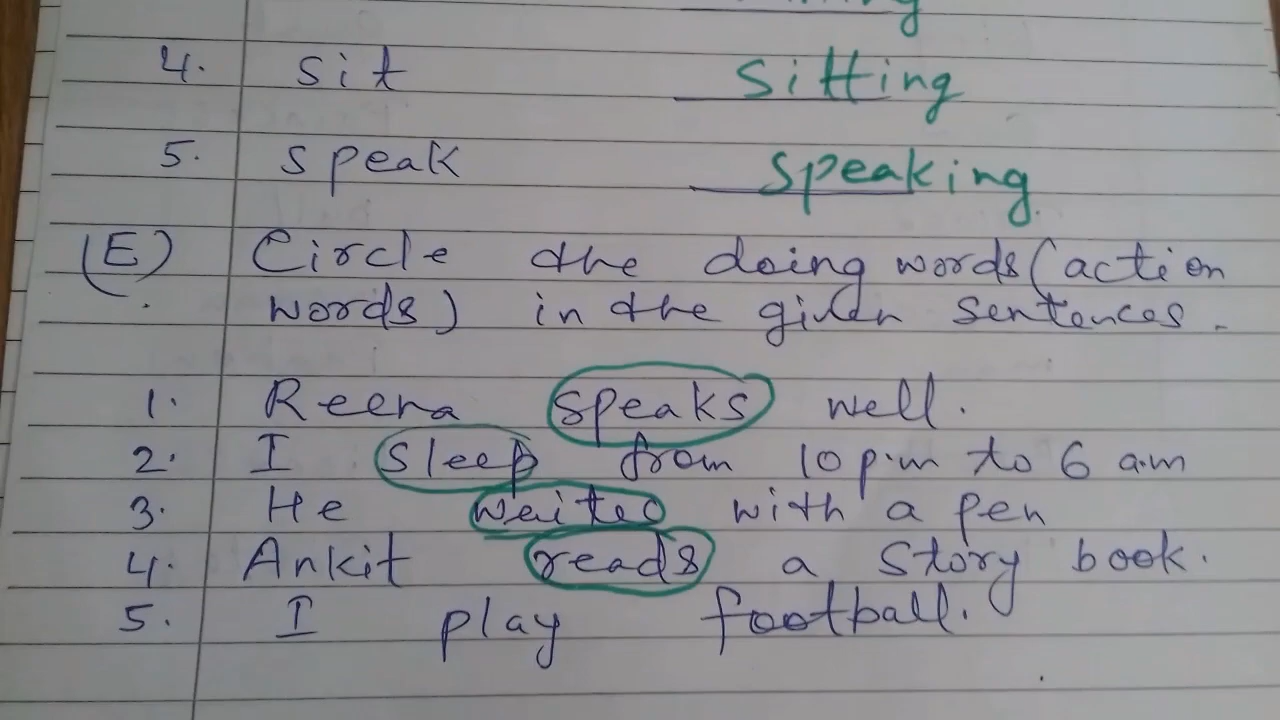 4. Sit Sitting
5. Speak Speaking
(E) Circle the doing words (action
words) in the given sentences.
1. Reena speaks well.
2. I sleep from 10 p.m to 6 a.m
3. He writes with a pen
4. Ankit reads a story book.
5. I play football.